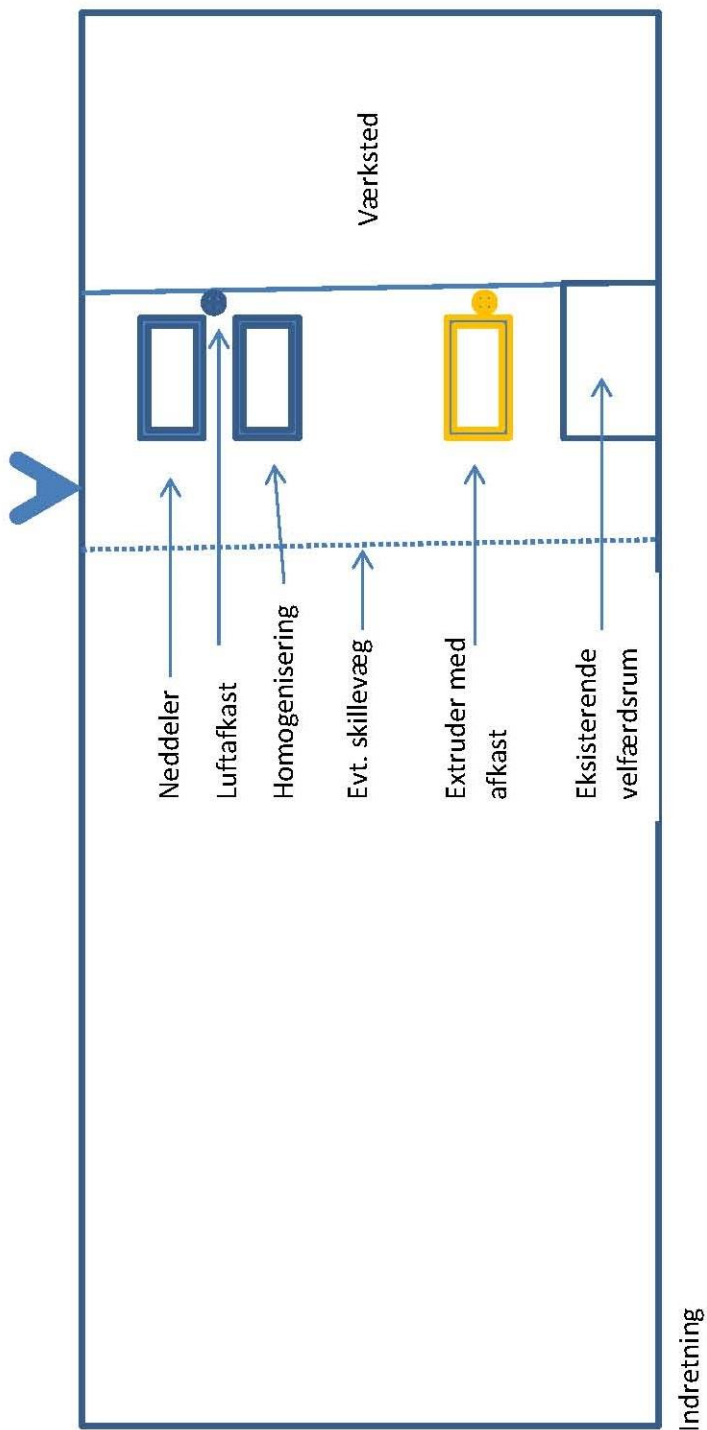 Værksted
Neddeler
Luftafkast
Homogenisering
Evt. skillevæg
Extruder med
afkast
Eksisterende
velfærdsrum
Indretning